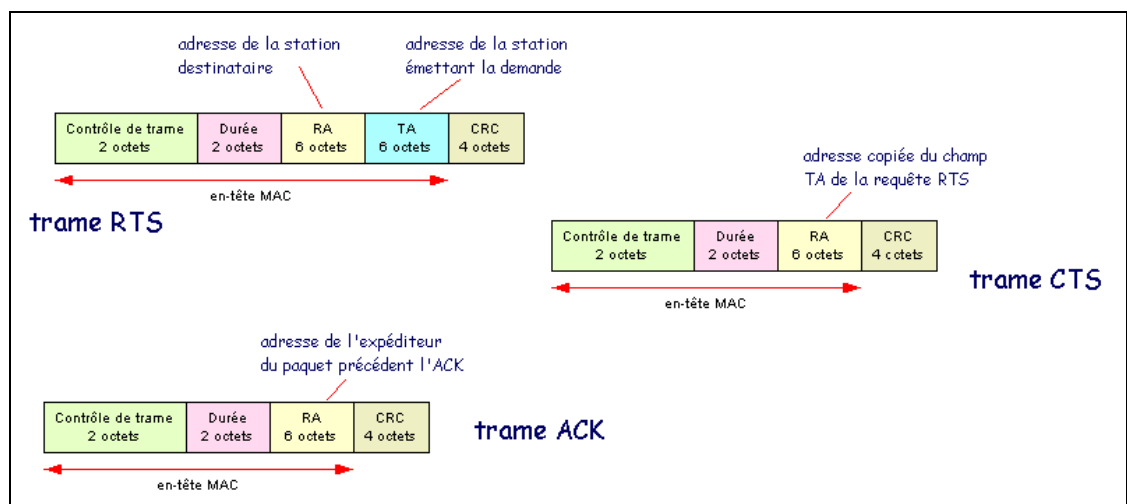 adresse de la station
destinataire
adresse de la station
émettant la demande
Contrôle de trame
2 octets
Durée
2 octets
RA
6 octets
TA
6 octets
CRC
4 octets
en-tête MAC
trame RTS
adresse copiée du champ
TA de la requête RTS
Contrôle de trame
2 octets
Durée
2 octets
RA
6 octets
CRC
4 cctets
en-tête MAC
trame CTS
adresse de l'expéditeur
du paquet précédent l'ACK
Contrôle de trame
2 octets
Durée
2 octets
RA
6 octets
CRC
4 octets
en-tête MAC
trame ACK